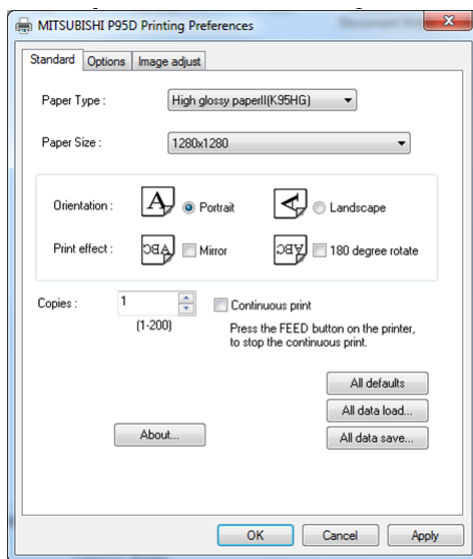 MITSUBISHI P95D Printing Preferences
Standard Options Image adjust
Paper Type : High glossy paperII(K95HG)
Paper Size : 1280x1280
Orientation : A Portrait A Landscape
Print effect : ABC Mirror ABC 180 degree rotate
Copies : 1 Continuous print
(1-200) Press the FEED button on the printer,
to stop the continuous print.
All defaults
All data load...
About... All data save...
OK Cancel Apply